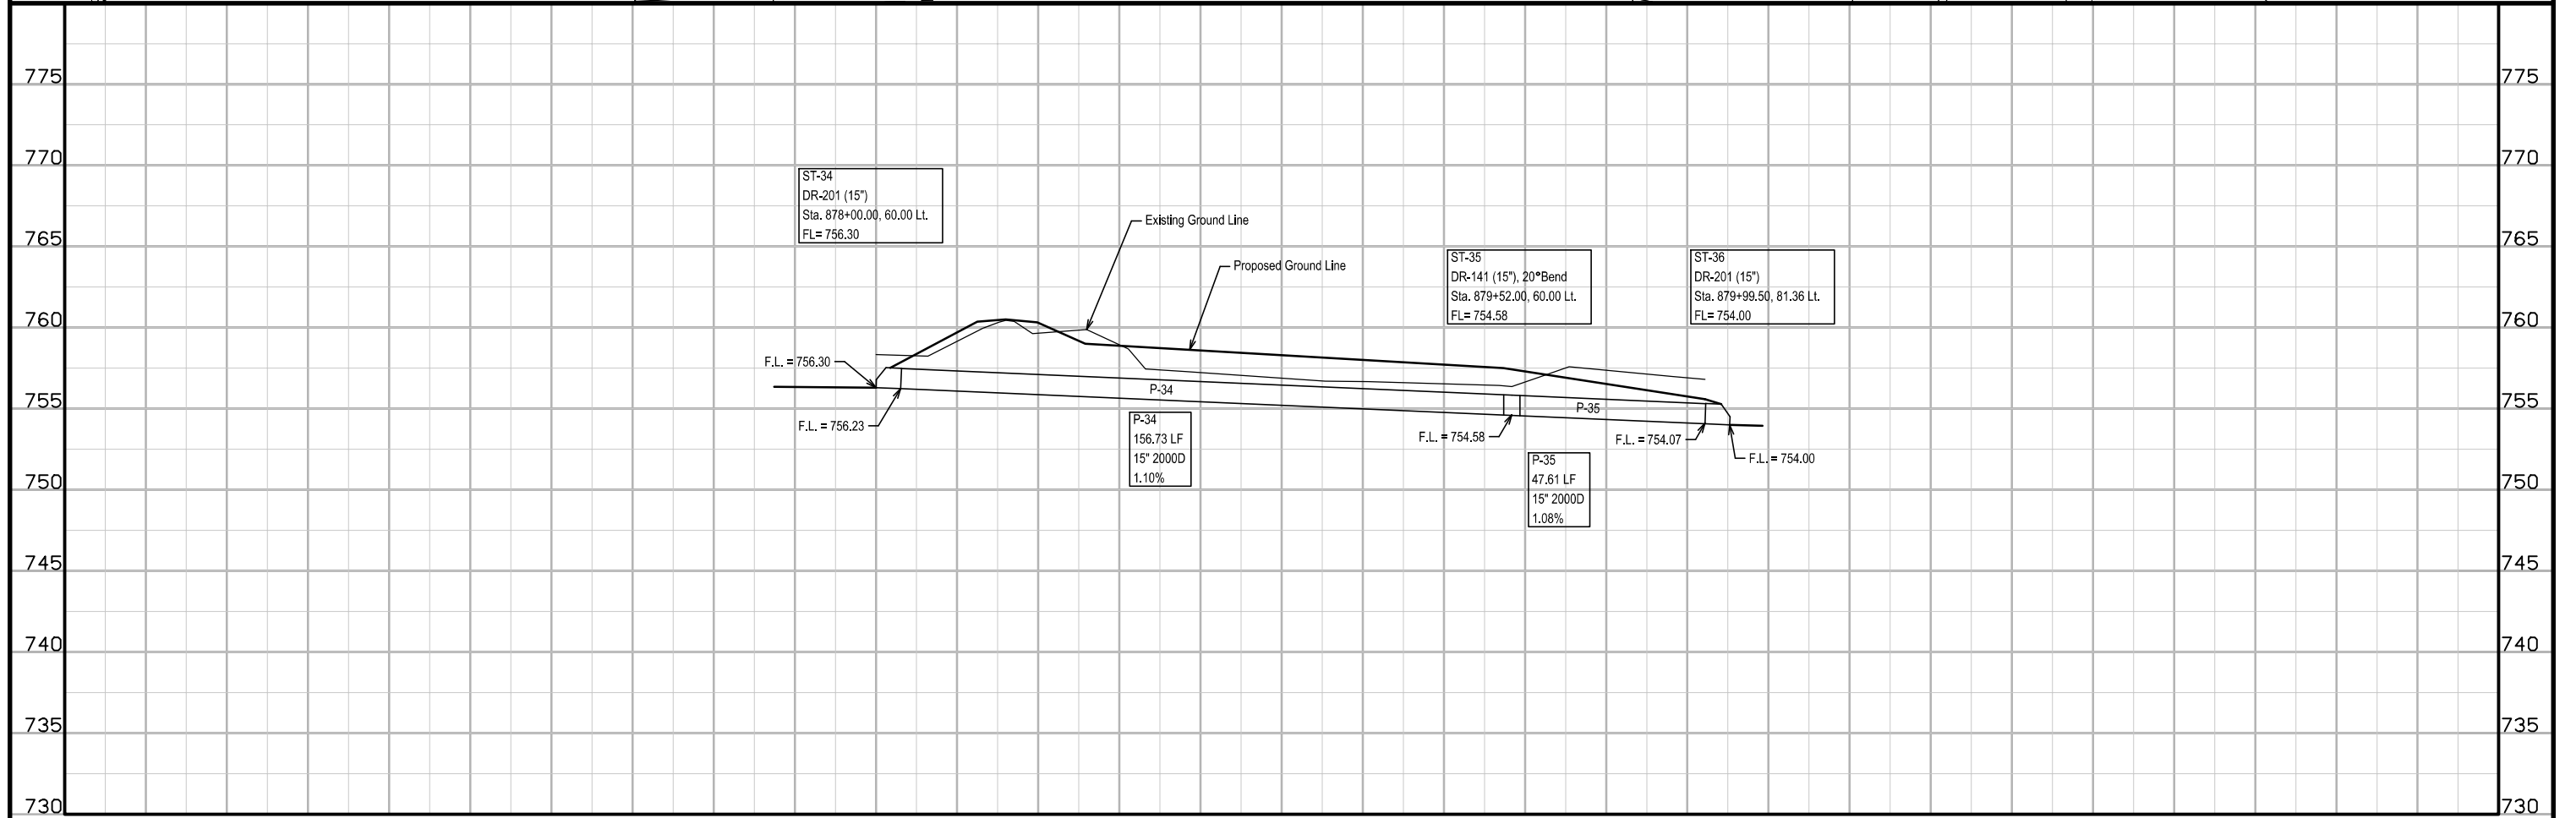 775
775
770
770
ST-34
DR-201 (15")
Sta. 878+00.00, 60.00 Lt.
FL= 756.30
Existing Ground Line
765
765
Proposed Ground Line
ST-35
DR-141 (15"), 20°Bend
Sta. 879+52.00, 60.00 Lt.
FL= 754.58
ST-36
DR-201 (15")
Sta. 879+99.50, 81.36 Lt.
FL= 754.00
760
760
F.L. = 756.30
P-34
755
755
P-35
F.L. = 756.23
P-34
156.73 LF
15" 2000D
1.10%
F.L. = 754.58
F.L. = 754.07
F.L. = 754.00
P-35
47.61 LF
15" 2000D
1.08%
750
750
745
745
740
740
735
735
730
730